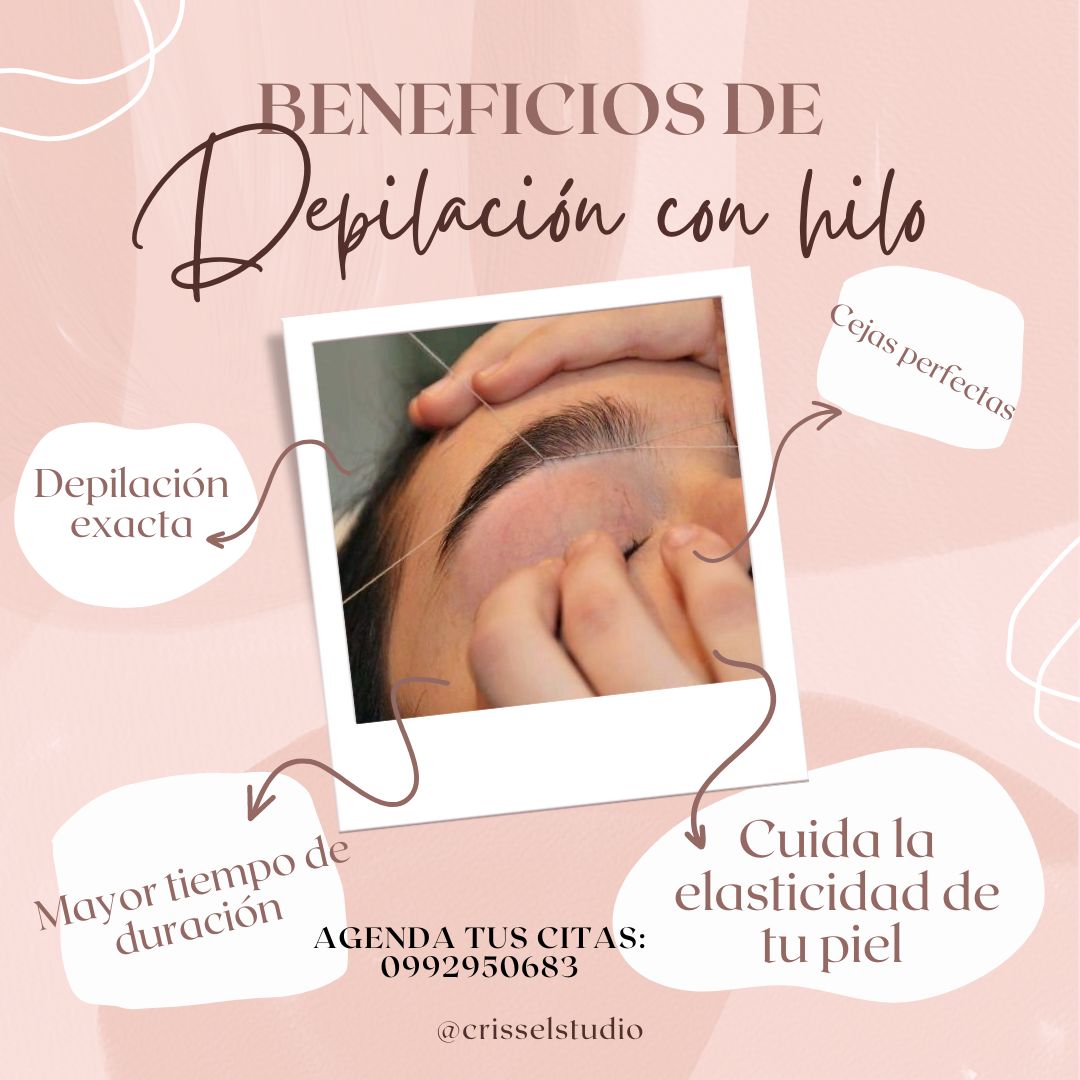 BENEFICIOS DE
Depilación con hilo
Cejas perfectas
Depilación
exacta
Mayor tiempo de
duración
Cuida la
elasticidad de
tu piel
AGENDA TUS CITAS:
0992950683
@crisselstudio